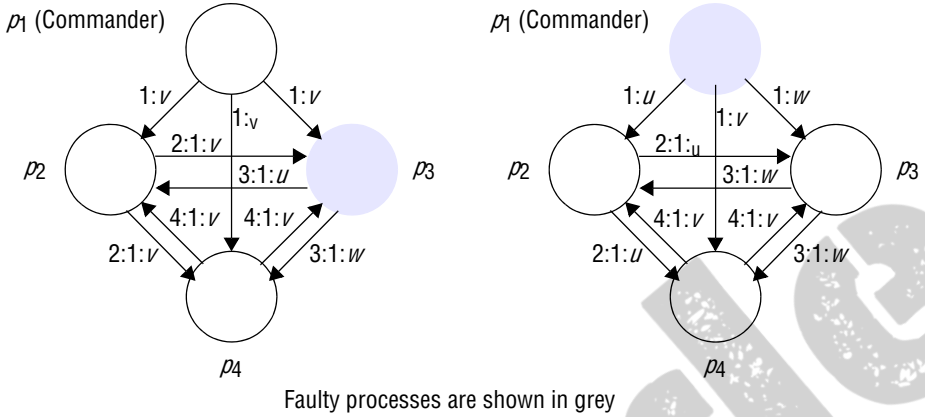 p1 (Commander)
p1 (Commander)
1:v
1:v
1:v
1:u
1:v
1:w
2:1:v
2:1:u
3:1:u
3:1:w
p2
p3
p2
p3
4:1:v
4:1:v
4:1:v
4:1:v
2:1:v
3:1:w
2:1:u
3:1:w
p4
p4
Faulty processes are shown in grey